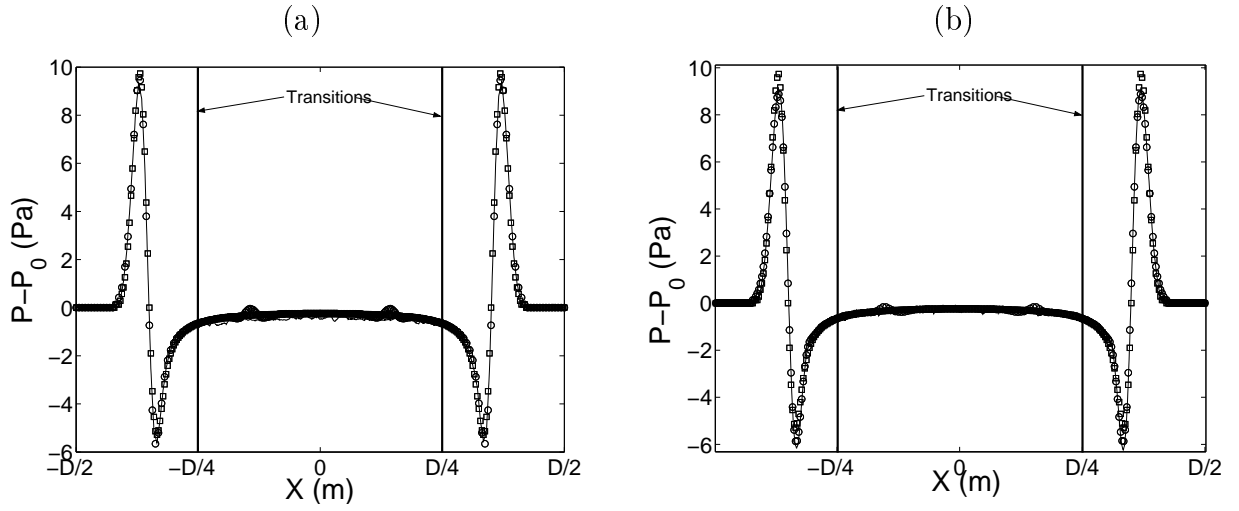 (a)
10
8
6
4
2
0
−2
−4
−6
P−P0 (Pa)
Transitions
−D/2
−D/4
0
D/4
D/2
X (m)
(b)
10
8
6
4
2
0
−2
−4
−6
P−P0 (Pa)
Transitions
−D/4
0
D/4
D/2
X (m)